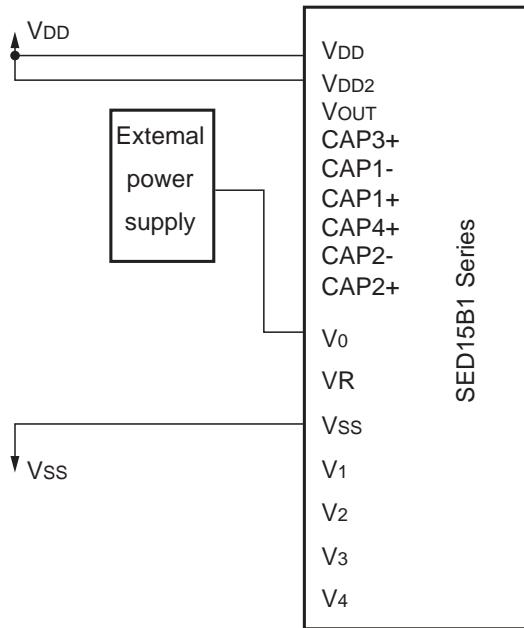 VDD
VDD
VDD2
VOUT
CAP3+
CAP1-
CAP1+
CAP4+
CAP2-
CAP2+
External
power
supply
V0
VR
VSS
VSS
V1
V2
V3
V4
SED15B1 Series